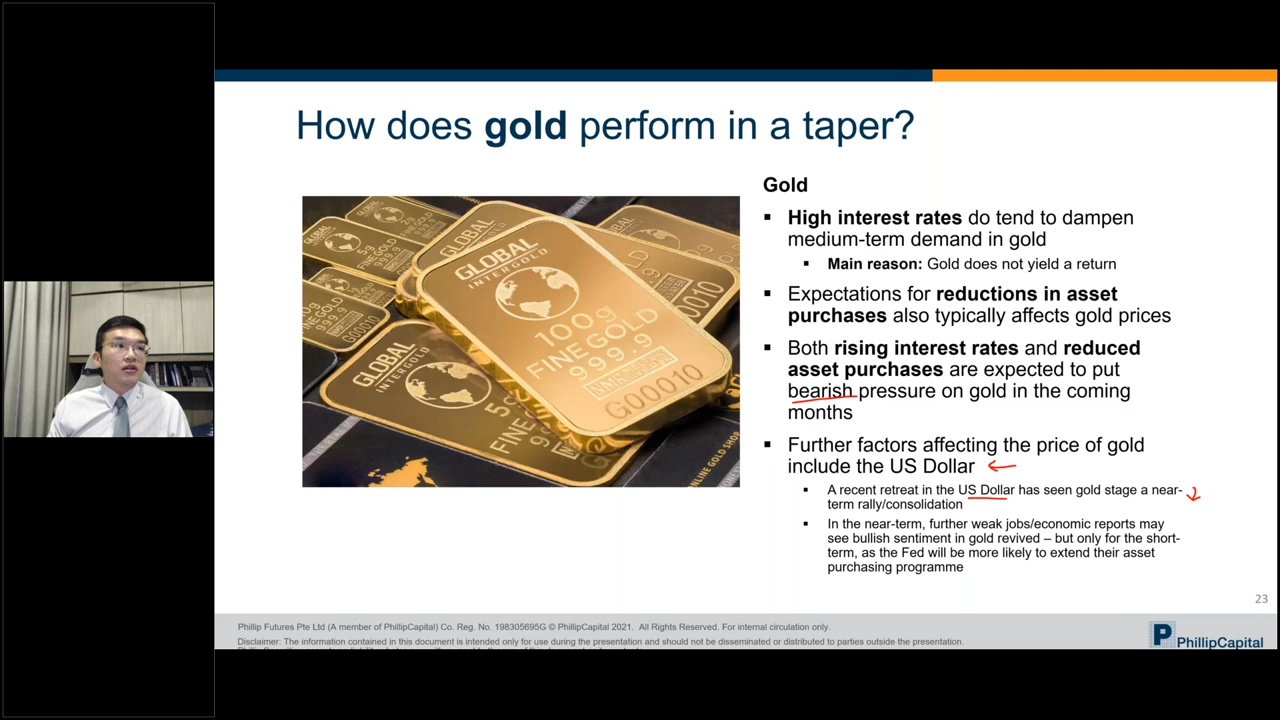 How does gold perform in a taper?
GLOBAL
INTERGOLD
100g
FINE GOLD
999.9
G00010
GLOBAL
INTERGOLD
FINE GOLD
ONLINE GOLD SHOP
Gold
High interest rates do tend to dampen
medium-term demand in gold
Main reason: Gold does not yield a return
Expectations for reductions in asset
purchases also typically affects gold prices
Both rising interest rates and reduced
asset purchases are expected to put
bearish pressure on gold in the coming
months
Further factors affecting the price of gold
include the US Dollar
A recent retreat in the US Dollar has seen gold stage a near-
term rally/consolidation
In the near-term, further weak jobs/economic reports may
see bullish sentiment in gold revived – but only for the short-
term, as the Fed will be more likely to extend their asset
purchasing programme
23
Phillip Futures Pte Ltd (A member of PhillipCapital) Co. Reg. No. 198305695G © PhillipCapital 2021. All Rights Reserved. For internal circulation only.
Disclaimer: The information contained in this document is intended only for use during the presentation and should not be disseminated or distributed to parties outside the presentation.
PhillipCapital